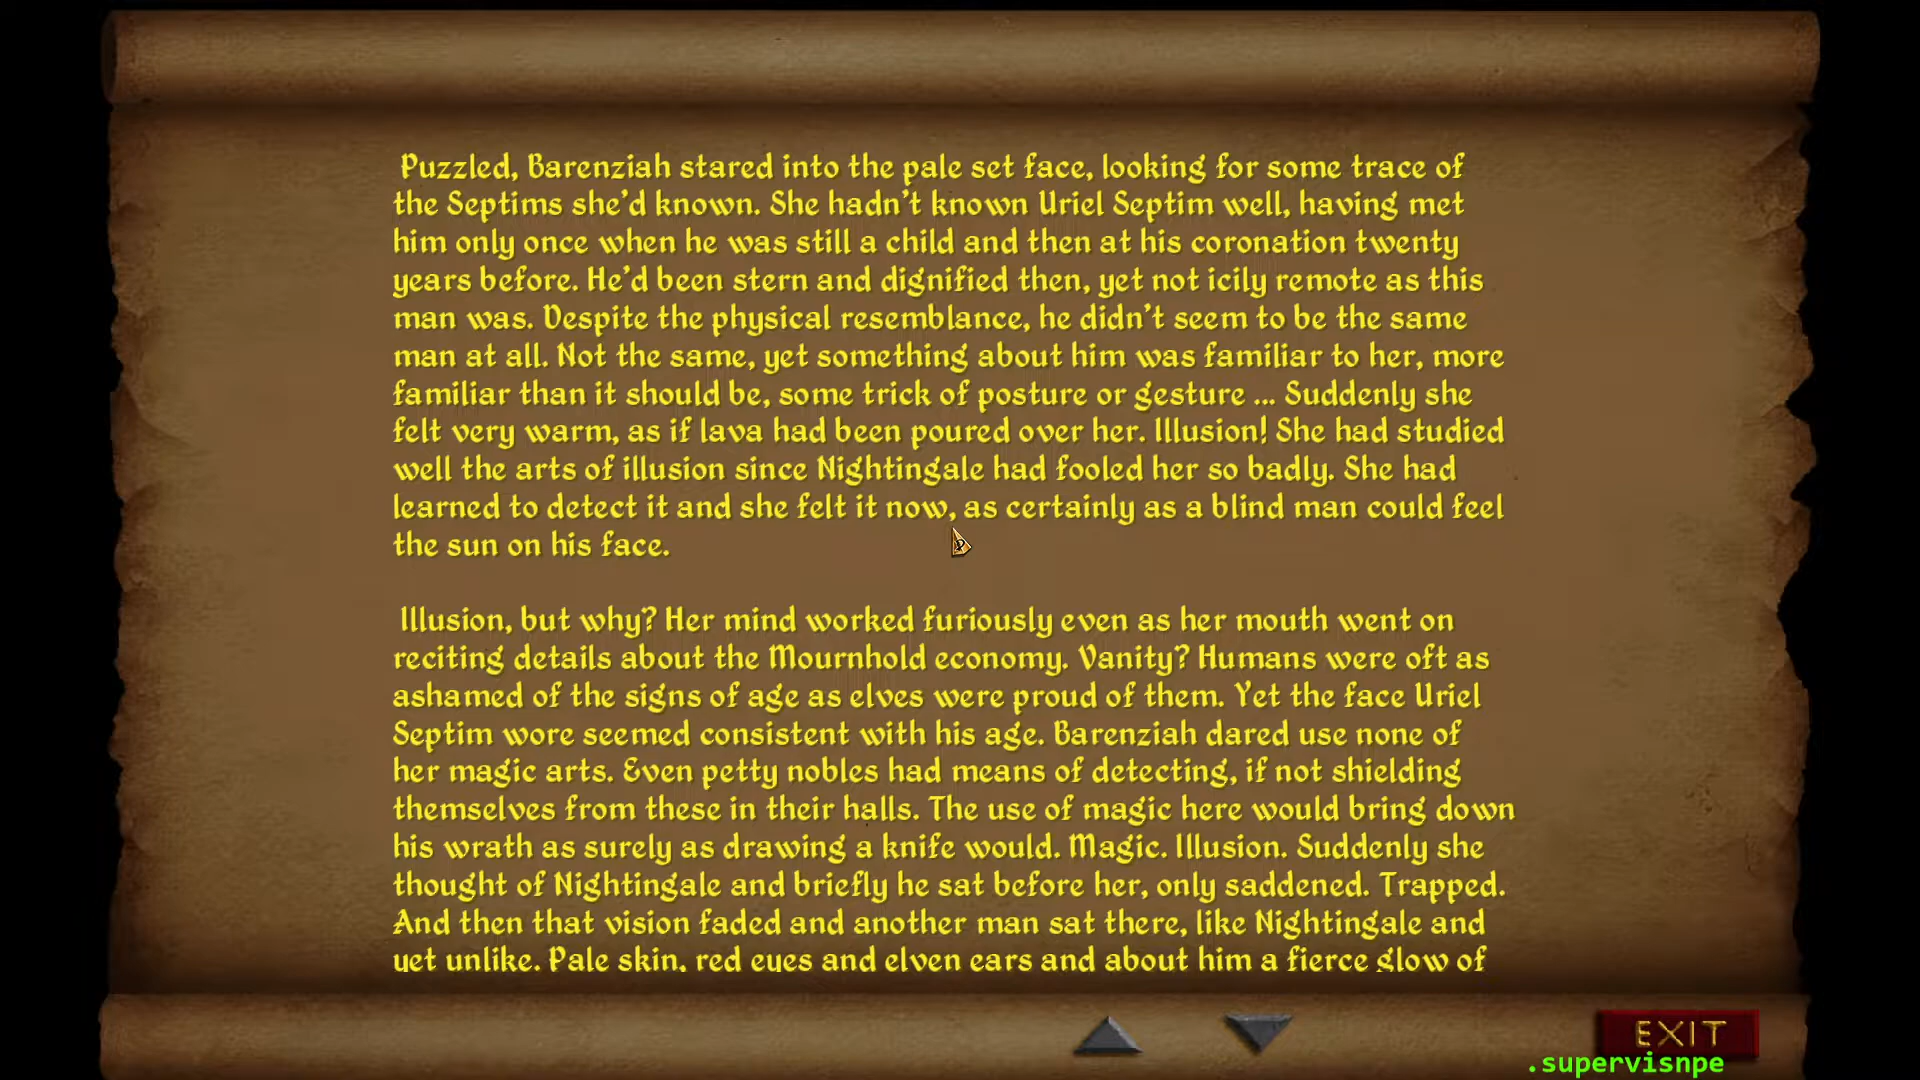 Puzzled, Barenziah stared into the pale set face, looking for some trace of
the Septims she'd known. She hadn't known Uriel Septim well, having met
him only once when he was still a child and then at his coronation twenty
years before. He'd been stern and dignified then, yet not icily remote as this
man was. Despite the physical resemblance, he didn't seem to be the same
man at all. Not the same, yet something about him was familiar to her, more
familiar than it should be, some trick of posture or gesture ... Suddenly she
felt very warm, as if lava had been poured over her. Illusion! She had studied
well the arts of illusion since Nightingale had fooled her so badly. She had
learned to detect it and she felt it now, as certainly as a blind man could feel
the sun on his face.
Illusion, but why? Her mind worked furiously even as her mouth went on
reciting details about the Mournhold economy. Vanity? Humans were oft as
ashamed of the signs of age as elves were proud of them. Yet the face Uriel
Septim wore seemed consistent with his age. Barenziah dared use none of
her magic arts. Even petty nobles had means of detecting, if not shielding
themselves from these in their halls. The use of magic here would bring down
his wrath as surely as drawing a knife would. Magic. Illusion. Suddenly she
thought of Nightingale and briefly he sat before her, only saddened. Trapped.
And then that vision faded and another man sat there, like Nightingale and
yet unlike. Pale skin, red eyes and elven ears and about him a fierce glow of
EXIT
.supervisnpe